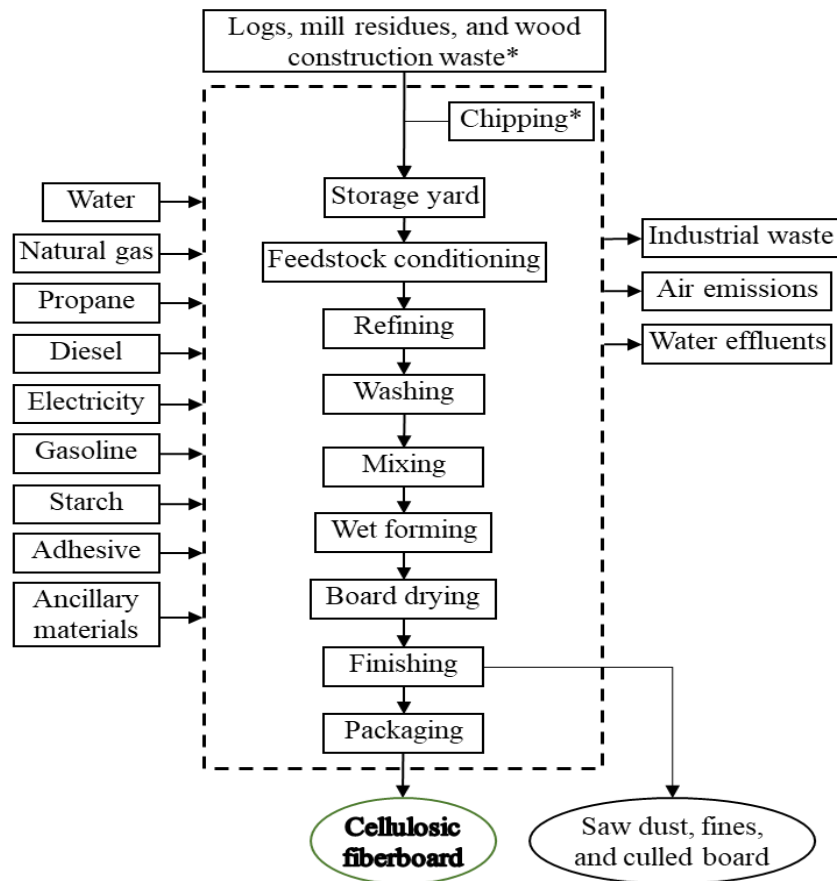 Logs, mill residues, and wood
construction waste*
Chipping*
Storage yard
Feedstock conditioning
Refining
Washing
Mixing
Wet forming
Board drying
Finishing
Packaging
Water
Natural gas
Propane
Diesel
Electricity
Gasoline
Starch
Adhesive
Ancillary
materials
Industrial waste
Air emissions
Water effluents
Cellulosic
fiberboard
Saw dust, fines,
and culled board